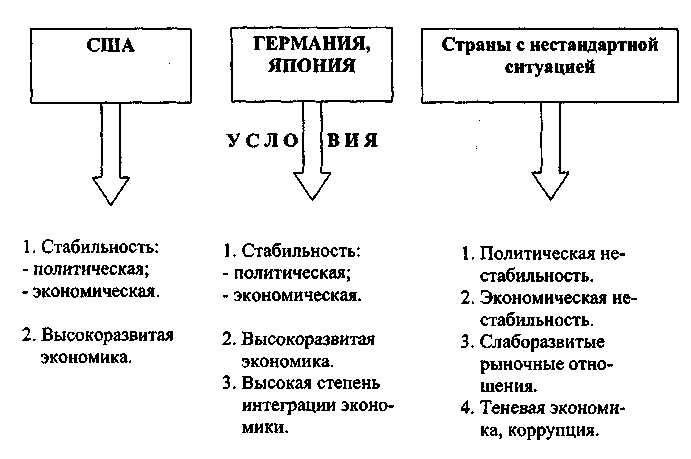 США
ГЕРМАНИЯ,
ЯПОНИЯ
Страны с нестандартной
ситуацией
УСЛОВИЯ
1. Стабильность:
- политическая;
- экономическая.
2. Высокоразвитая
экономика.
1. Стабильность:
- политическая;
- экономическая.
2. Высокоразвитая
экономика.
3. Высокая степень
интеграции эконо-
мики.
1. Политическая не-
стабильность.
2. Экономическая не-
стабильность.
3. Слаборазвитые
рыночные отно-
шения.
4. Теневая экономи-
ка, коррупция.